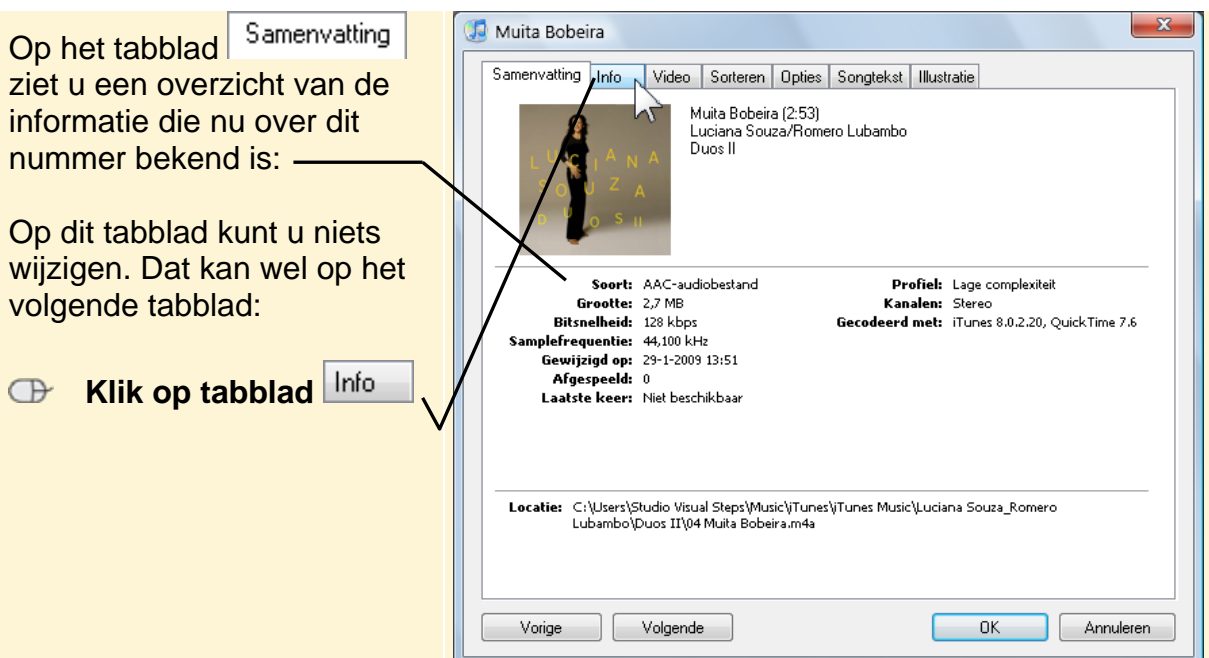 Op het tabblad Samenvatting
ziet u een overzicht van de
informatie die nu over dit
nummer bekend is:
Op dit tabblad kunt u niets
wijzigen. Dat kan wel op het
volgende tabblad:
Klik op tabblad Info
Muita Bobeira
Samenvatting Info Video Sorteren Opties Songtekst Illustratie
LUCIANA
SOUZA
DUOS II
Muita Bobeira (2:53)
Luciana Souza/Romero Lubambo
Duos II
Soort: AAC-audiobestand
Grootte: 2,7 MB
Bitsnelheid: 128 kbps
Samplefrequentie: 44,100 kHz
Gewijzigd op: 29-1-2009 13:51
Afgespeeld: 0
Laatste keer: Niet beschikbaar
Profiel: Lage complexiteit
Kanalen: Stereo
Gecodeerd met: iTunes 8.0.2.20, QuickTime 7.6
Locatie: C:\Users\Studio Visual Steps\Music\iTunes\iTunes Music\Luciana Souza_Romero
Lubambo\Duos II\04 Muita Bobeira.m4a
Vorige Volgende OK Annuleren